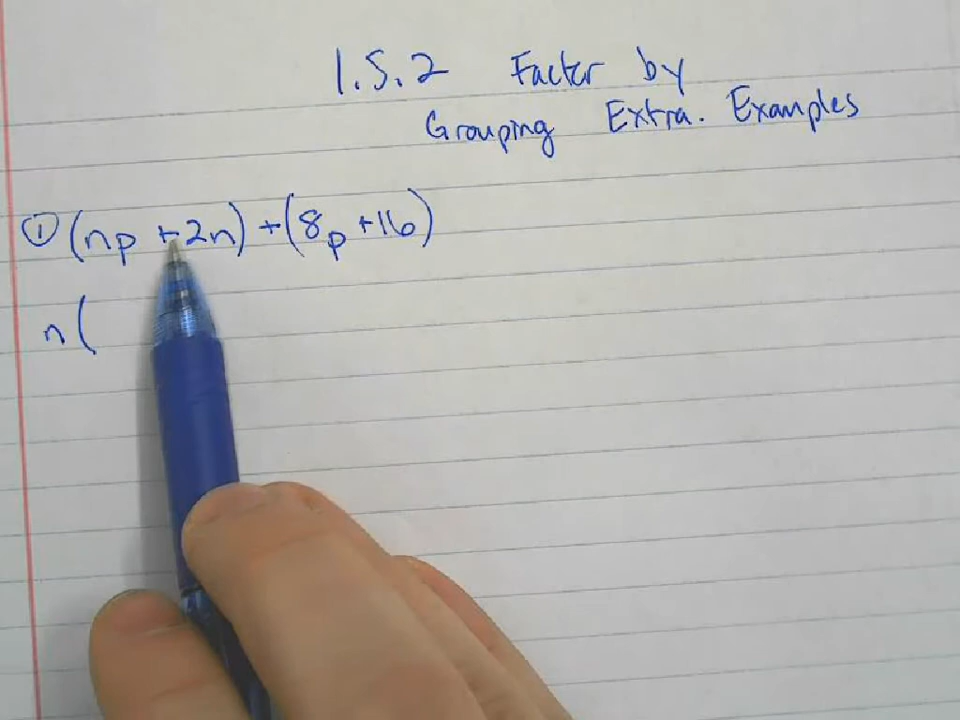 1.5.2 Factor by
Grouping Extra. Examples
① (np + 2n) + (8p + 16)
n (